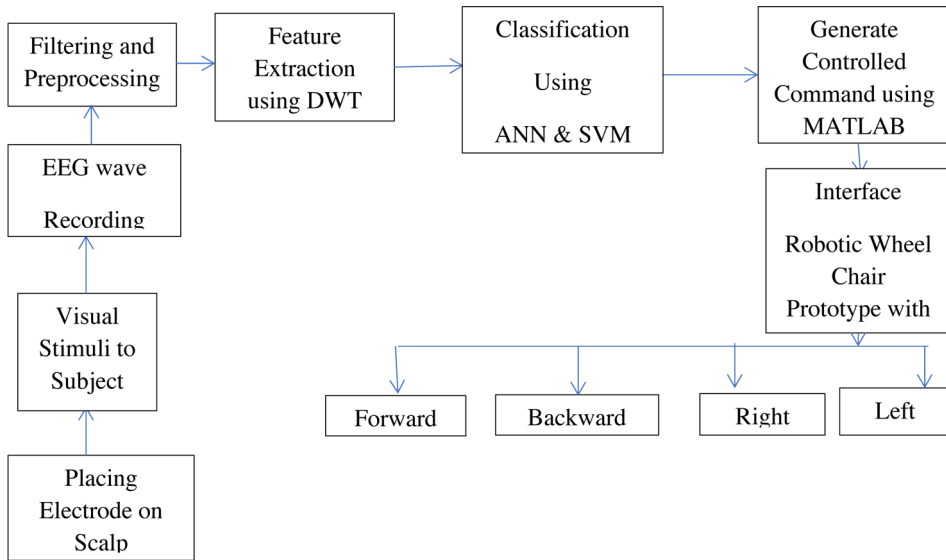 Filtering and
Preprocessing
Feature
Extraction
using DWT
Classification
Using
ANN & SVM
Generate
Controlled
Command using
MATLAB
EEG wave
Recording
Interface
Robotic Wheel
Chair
Prototype with
Visual
Stimuli to
Subject
Forward
Backward
Right
Left
Placing
Electrode on
Scalp